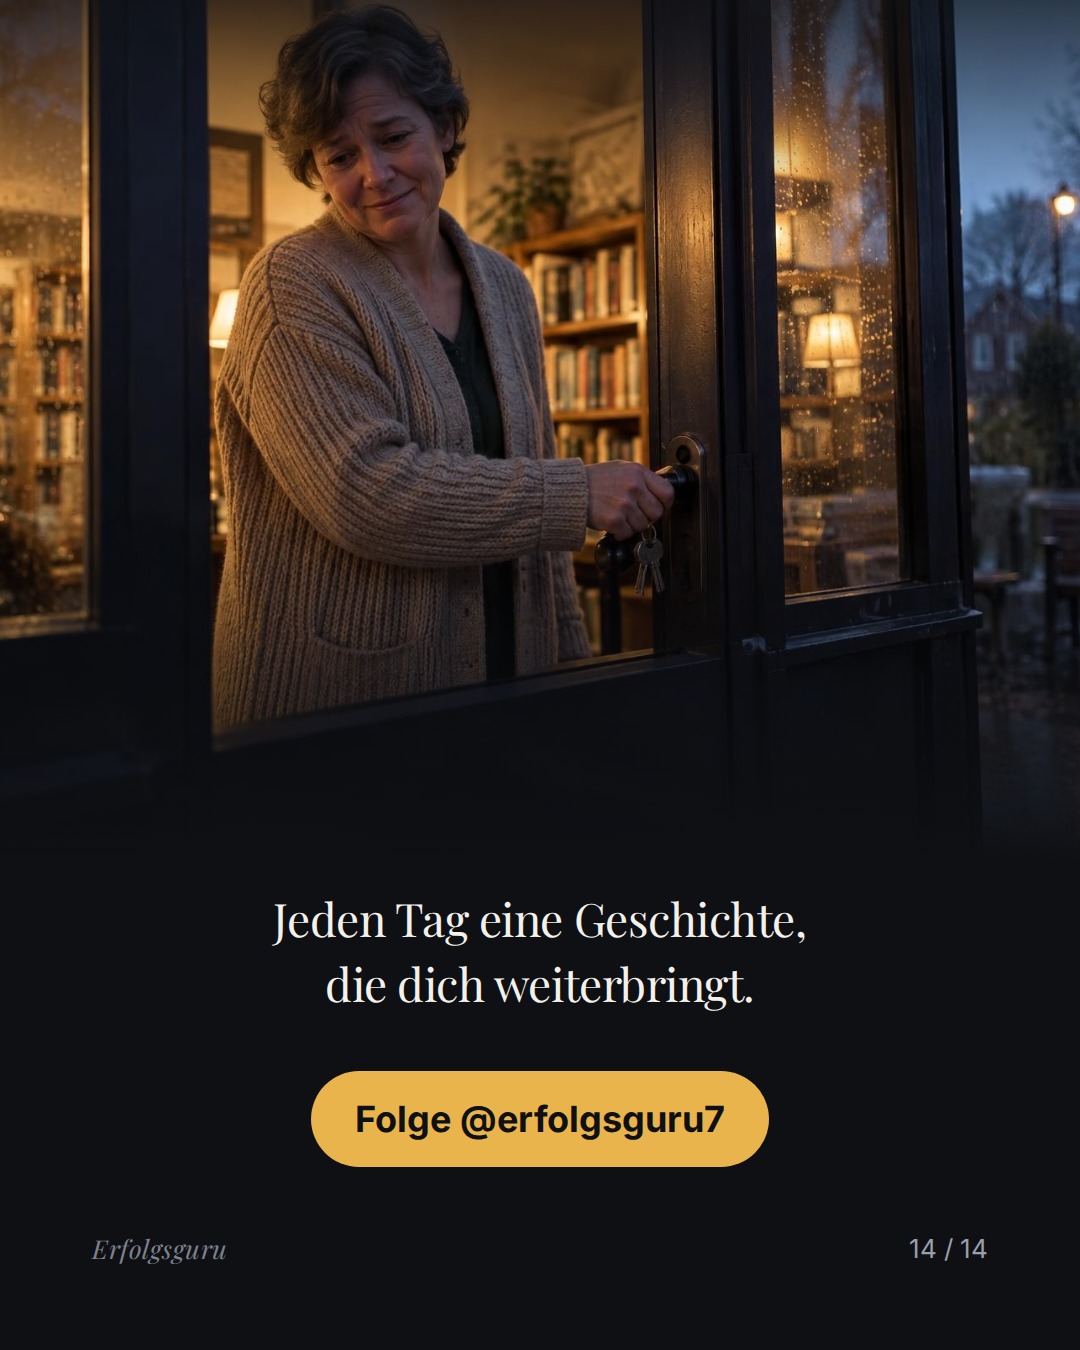 Jeden Tag eine Geschichte,
die dich weiterbringt.
Folge @erfolgsguru7
Erfolgsguru
14 / 14